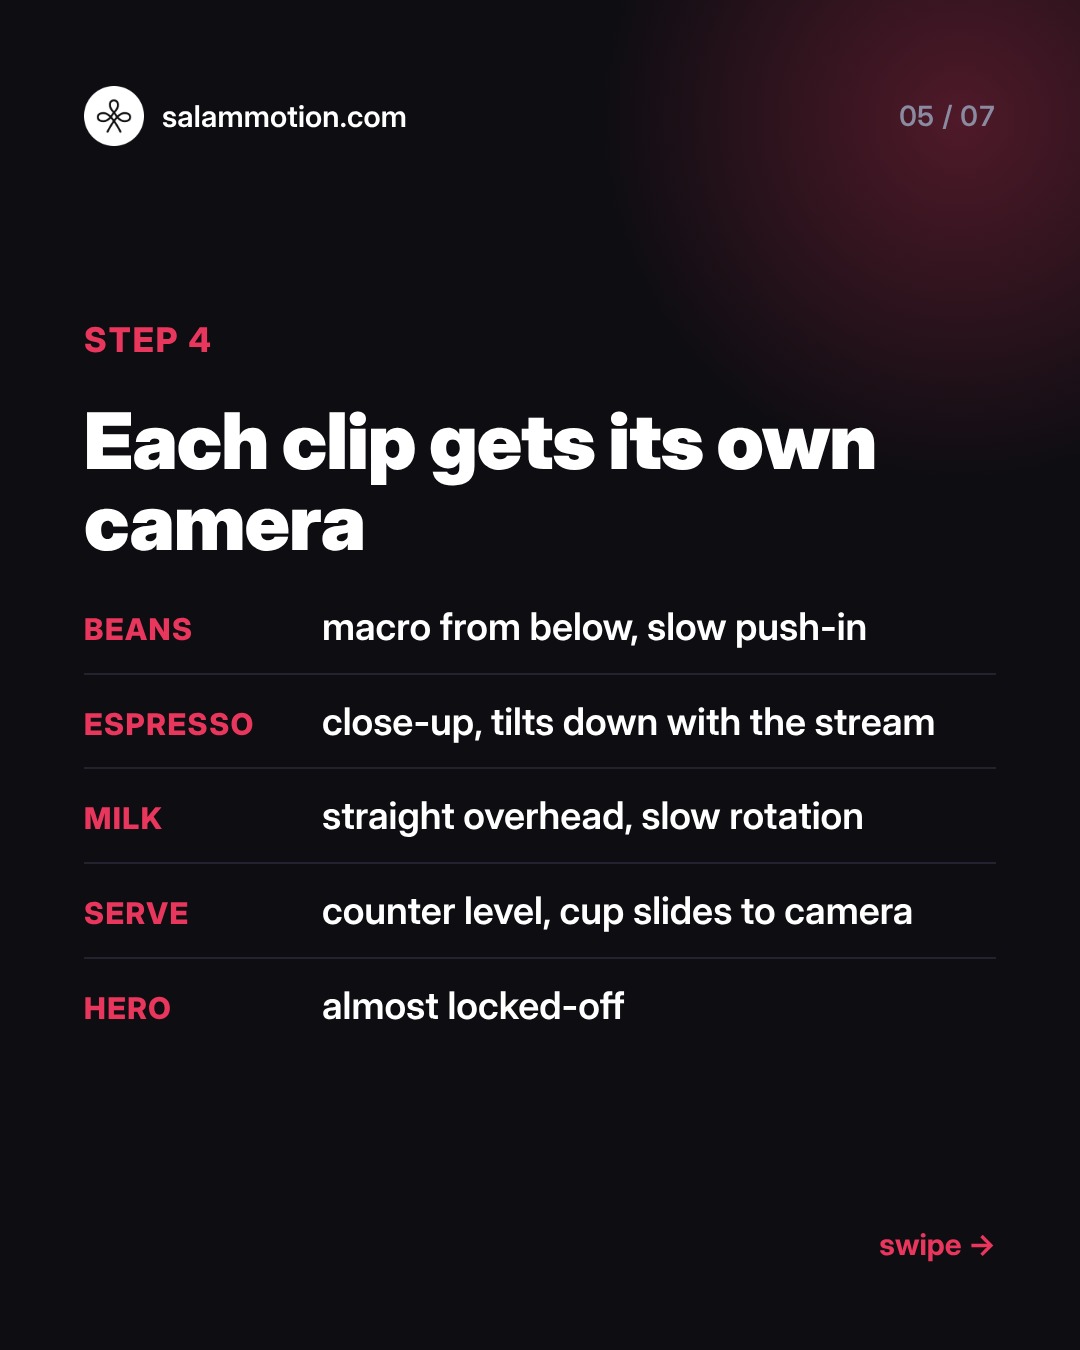 salammotion.com
05 / 07
STEP 4
Each clip gets its own
camera
BEANS macro from below, slow push-in
ESPRESSO close-up, tilts down with the stream
MILK straight overhead, slow rotation
SERVE counter level, cup slides to camera
HERO almost locked-off
swipe →